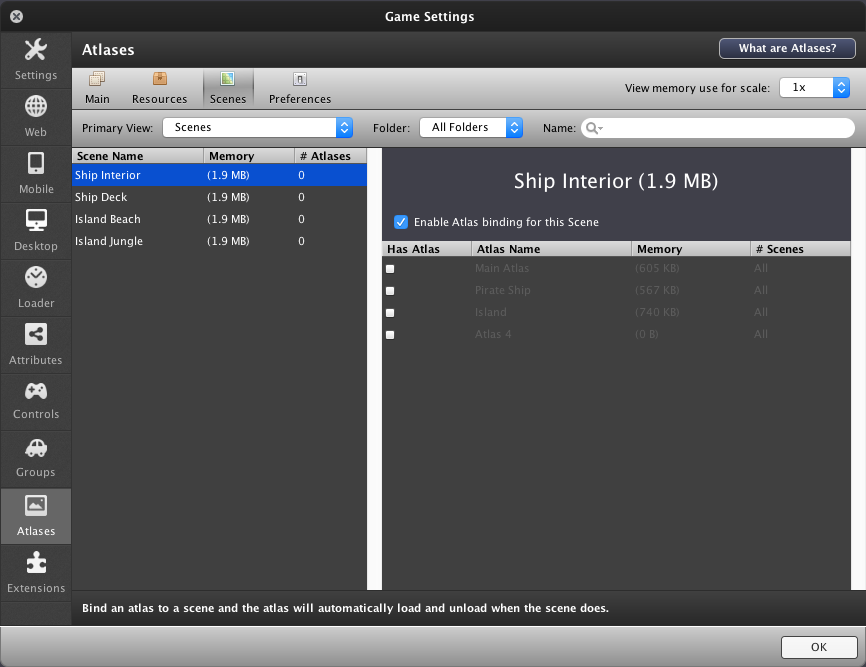 Game Settings
Settings
Web
Mobile
Desktop
Loader
Attributes
Controls
Groups
Atlases
Extensions
Atlases What are Atlases?
Main Resources Scenes Preferences View memory use for scale: 1x
Primary View: Scenes Folder: All Folders Name:
Scene Name Memory # Atlases
Ship Interior (1.9 MB) 0
Ship Deck (1.9 MB) 0
Island Beach (1.9 MB) 0
Island Jungle (1.9 MB) 0
Ship Interior (1.9 MB)
Enable Atlas binding for this Scene
Has Atlas Atlas Name Memory # Scenes
Main Atlas (605 KB) All
Pirate Ship (567 KB) All
Island (740 KB) All
Atlas 4 (0 B) All
Bind an atlas to a scene and the atlas will automatically load and unload when the scene does.
OK